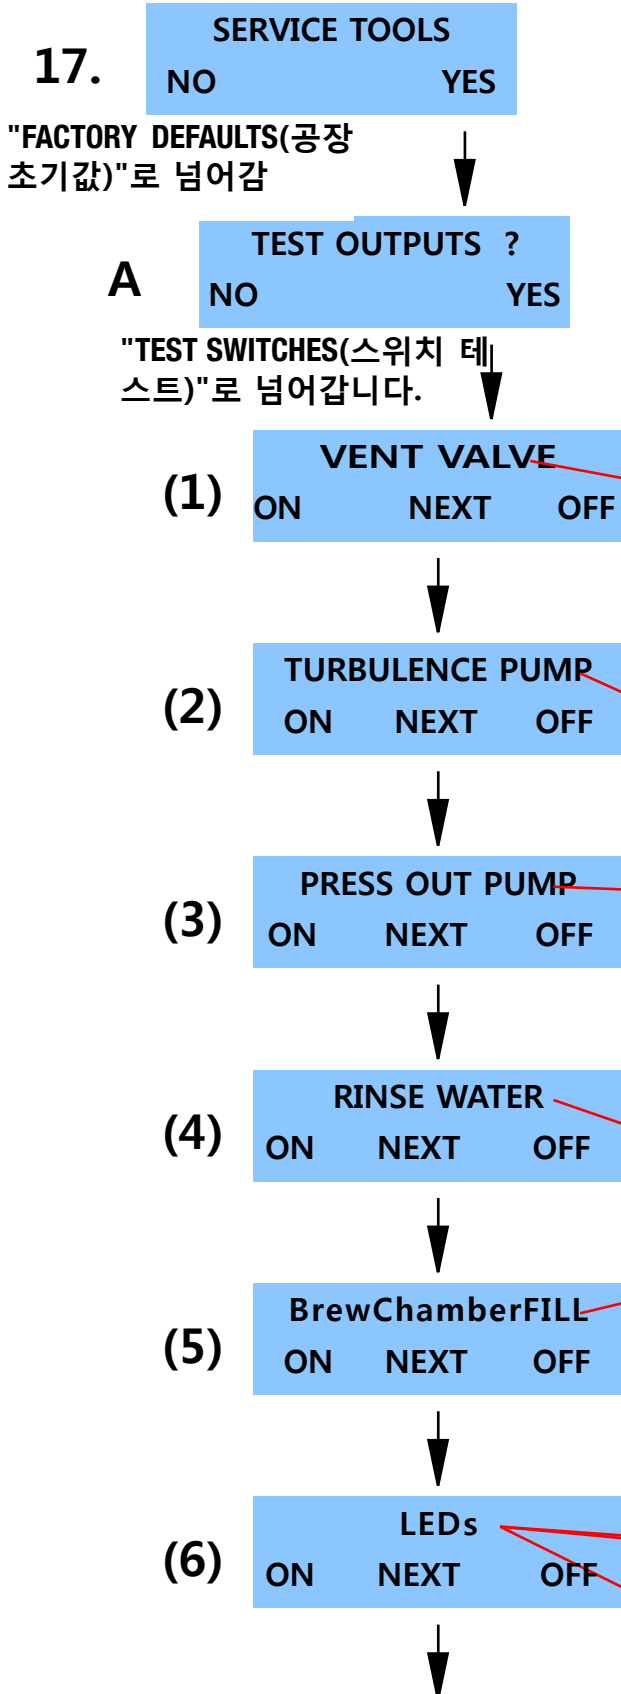 SERVICE TOOLS
17.
NO YES
"FACTORY DEFAULTS(공장
초기값)"로 넘어감
TEST OUTPUTS ?
A
NO YES
"TEST SWITCHES(스위치 테
스트)"로 넘어갑니다.
VENT VALVE
(1)
ON NEXT OFF
TURBULENCE PUMP
(2)
ON NEXT OFF
PRESS OUT PUMP
(3)
ON NEXT OFF
RINSE WATER
(4)
ON NEXT OFF
BrewChamberFILL
(5)
ON NEXT OFF
LEDs
(6)
ON NEXT OFF